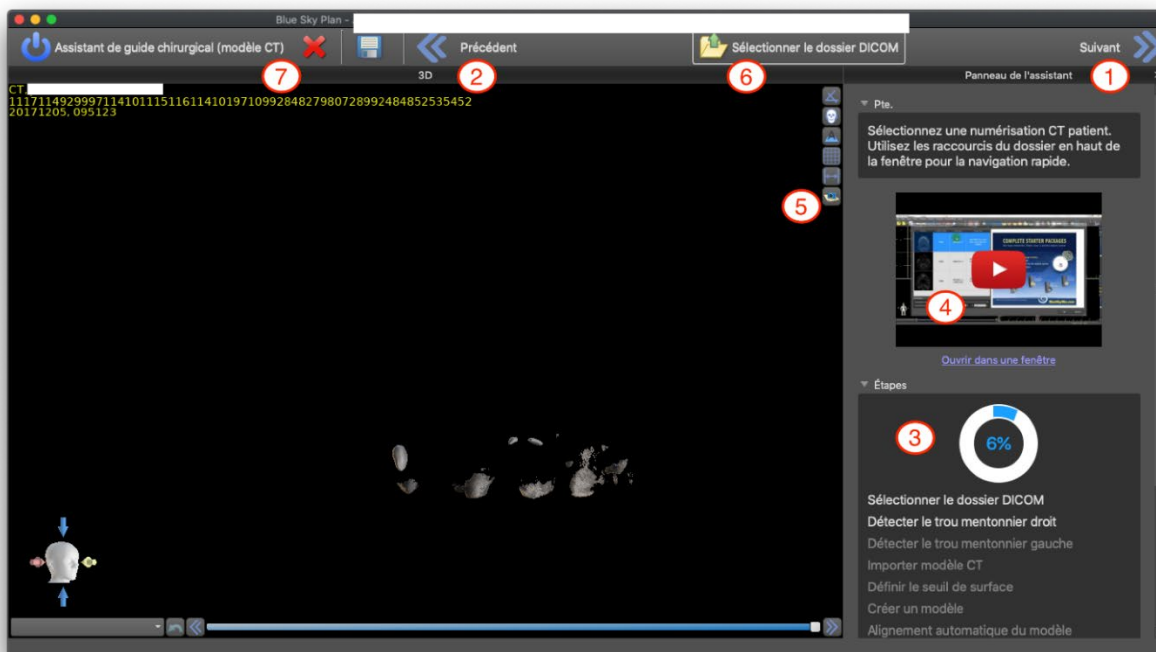 Blue Sky Plan -
Assistant de guide chirurgical (modèle CT)
Précédent
Sélectionner le dossier DICOM
Suivant
7
3D
2
6
Panneau de l'assistant
1
CT,
20171205, 095123
Pte.
Sélectionnez une numérisation CT patient.
Utilisez les raccourcis du dossier en haut de
la fenêtre pour la navigation rapide.
5
COMPLETE STARTER PACKAGES
4
Ouvrir dans une fenêtre
Étapes
3
6%
Sélectionner le dossier DICOM
Détecter le trou mentonnier droit
Détecter le trou mentonnier gauche
Importer modèle CT
Définir le seuil de surface
Créer un modèle
Alignement automatique du modèle